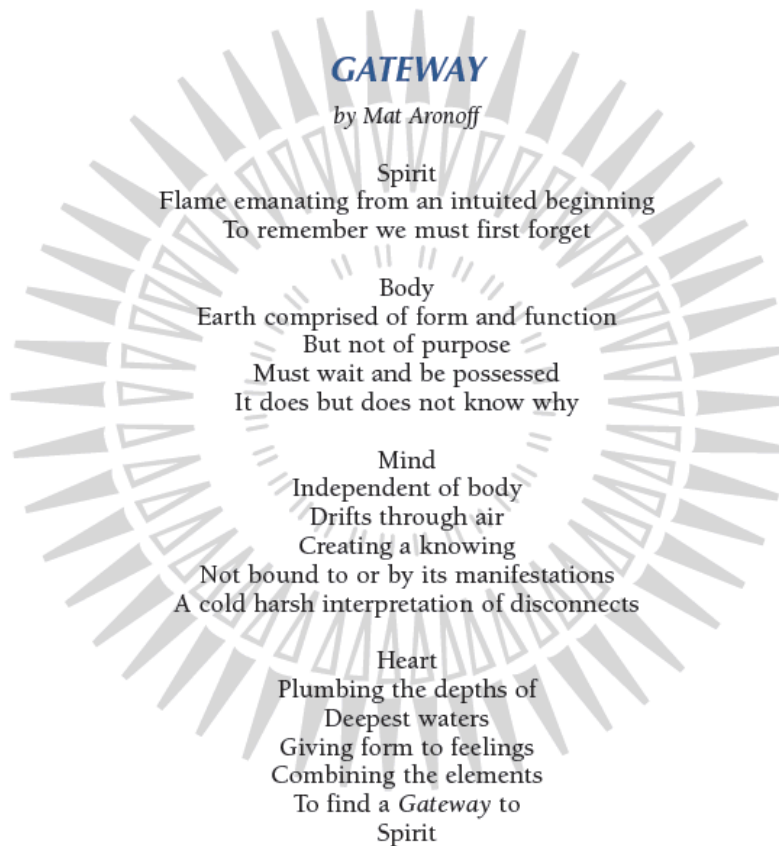 GATEWAY
by Mat Aronoff
Spirit
Flame emanating from an intuited beginning
To remember we must first forget
Body
Earth comprised of form and function
But not of purpose
Must wait and be possessed
It does but does not know why
Mind
Independent of body
Drifts through air
Creating a knowing
Not bound to or by its manifestations
A cold harsh interpretation of disconnects
Heart
Plumbing the depths of
Deepest waters
Giving form to feelings
Combining the elements
To find a Gateway to
Spirit